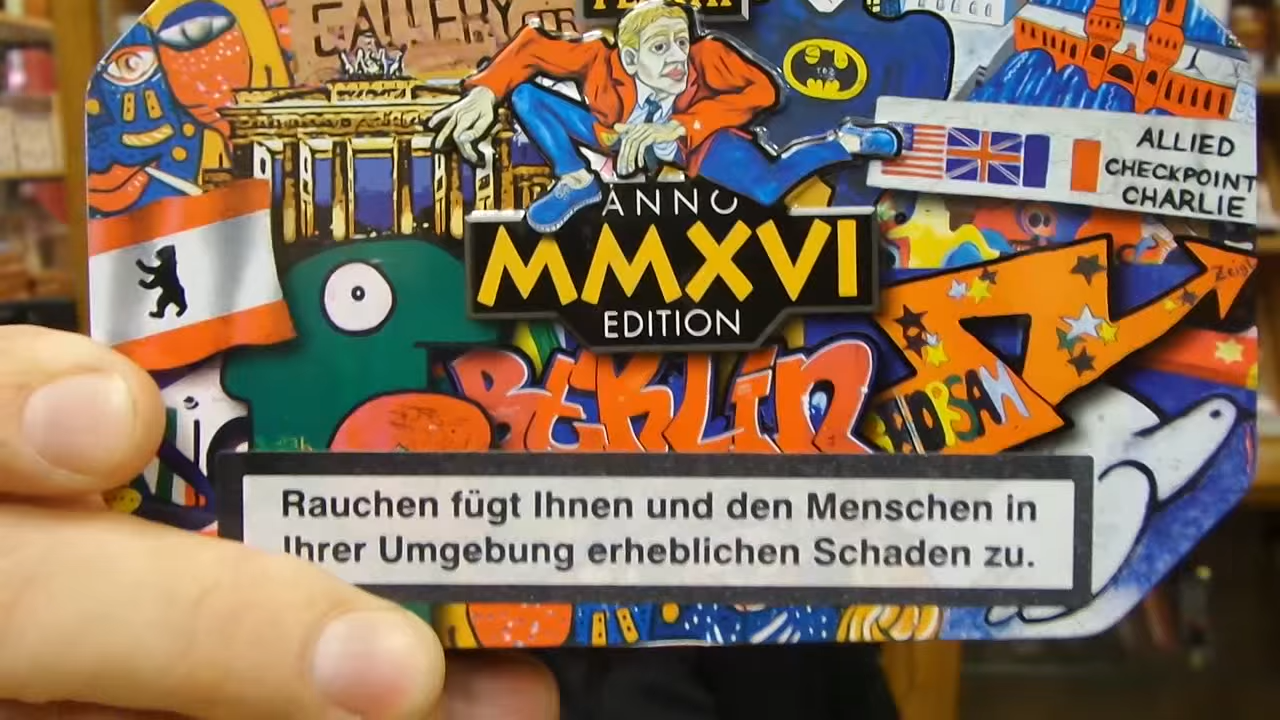 GALLERY
ALLIED
CHECKPOINT
CHARLIE
ANNO
MMXVI
EDITION
BERLin
Rauchen fügt Ihnen und den Menschen in
Ihrer Umgebung erheblichen Schaden zu.